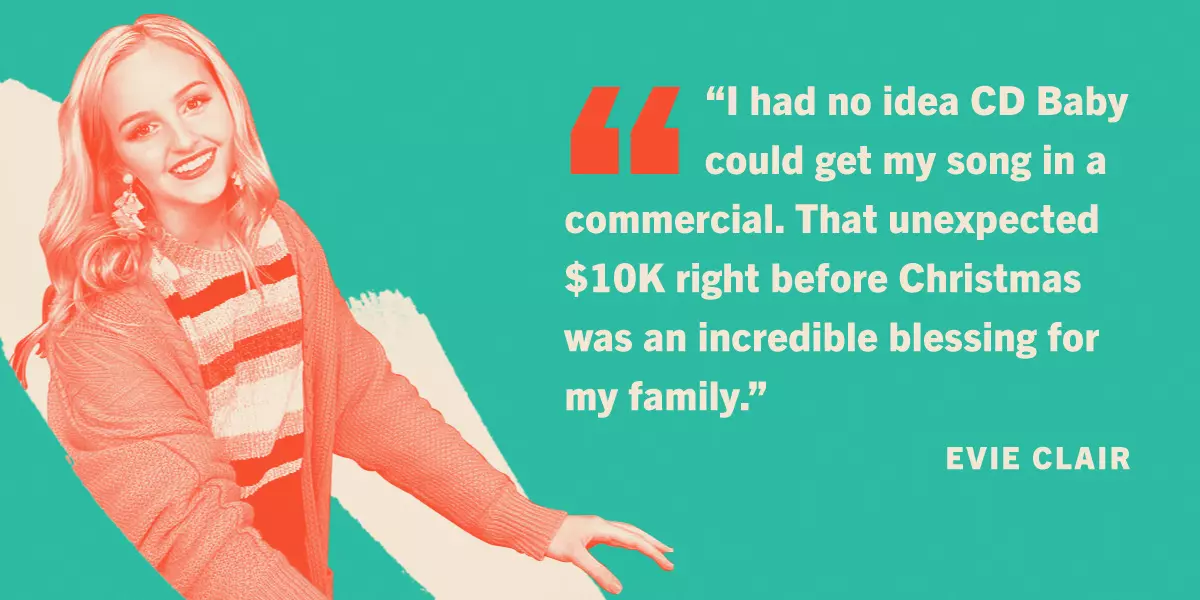 “I had no idea CD Baby
could get my song in a
commercial. That unexpected
$10K right before Christmas
was an incredible blessing for
my family.”
EVIE CLAIR